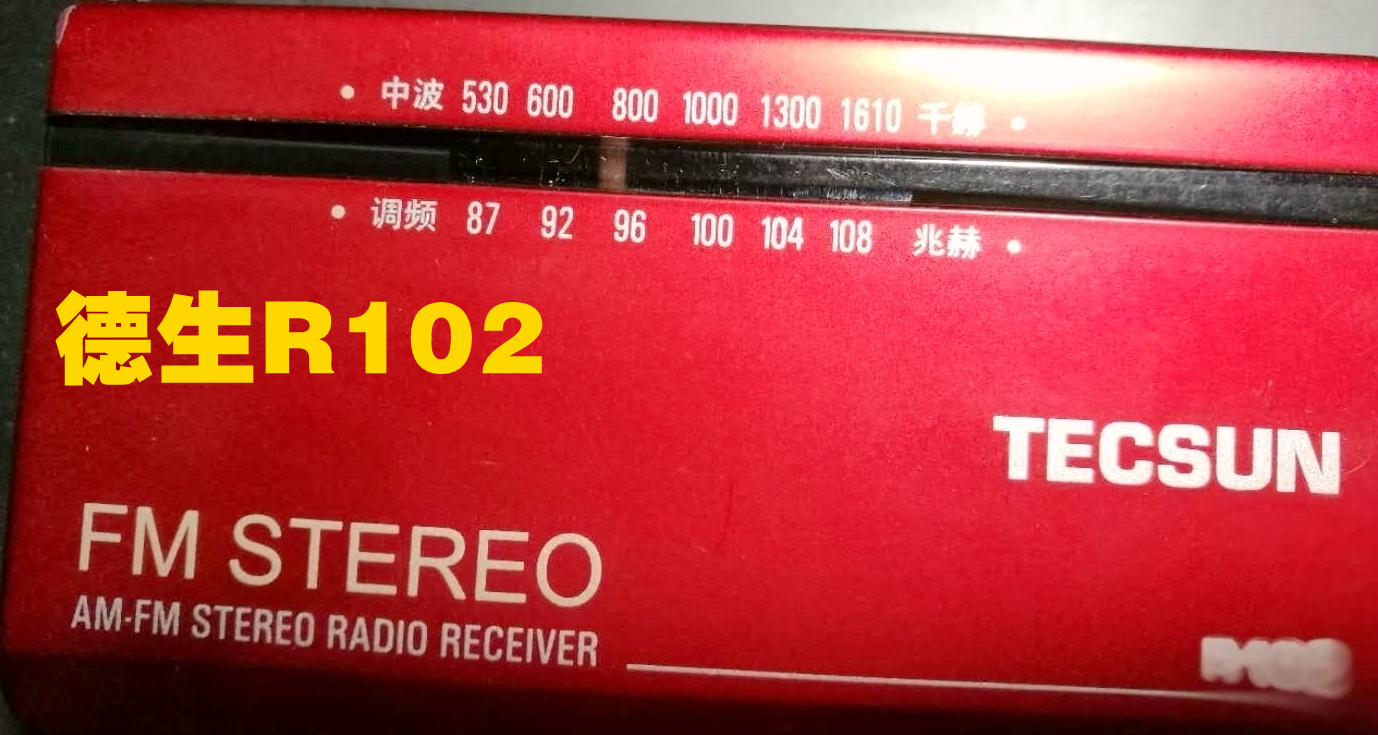 • 中波 530 600 800 1000 1300 1610 千赫 •
• 调频 87 92 96 100 104 108 兆赫 •
德生R102
TECSUN
FM STEREO
AM-FM STEREO RADIO RECEIVER